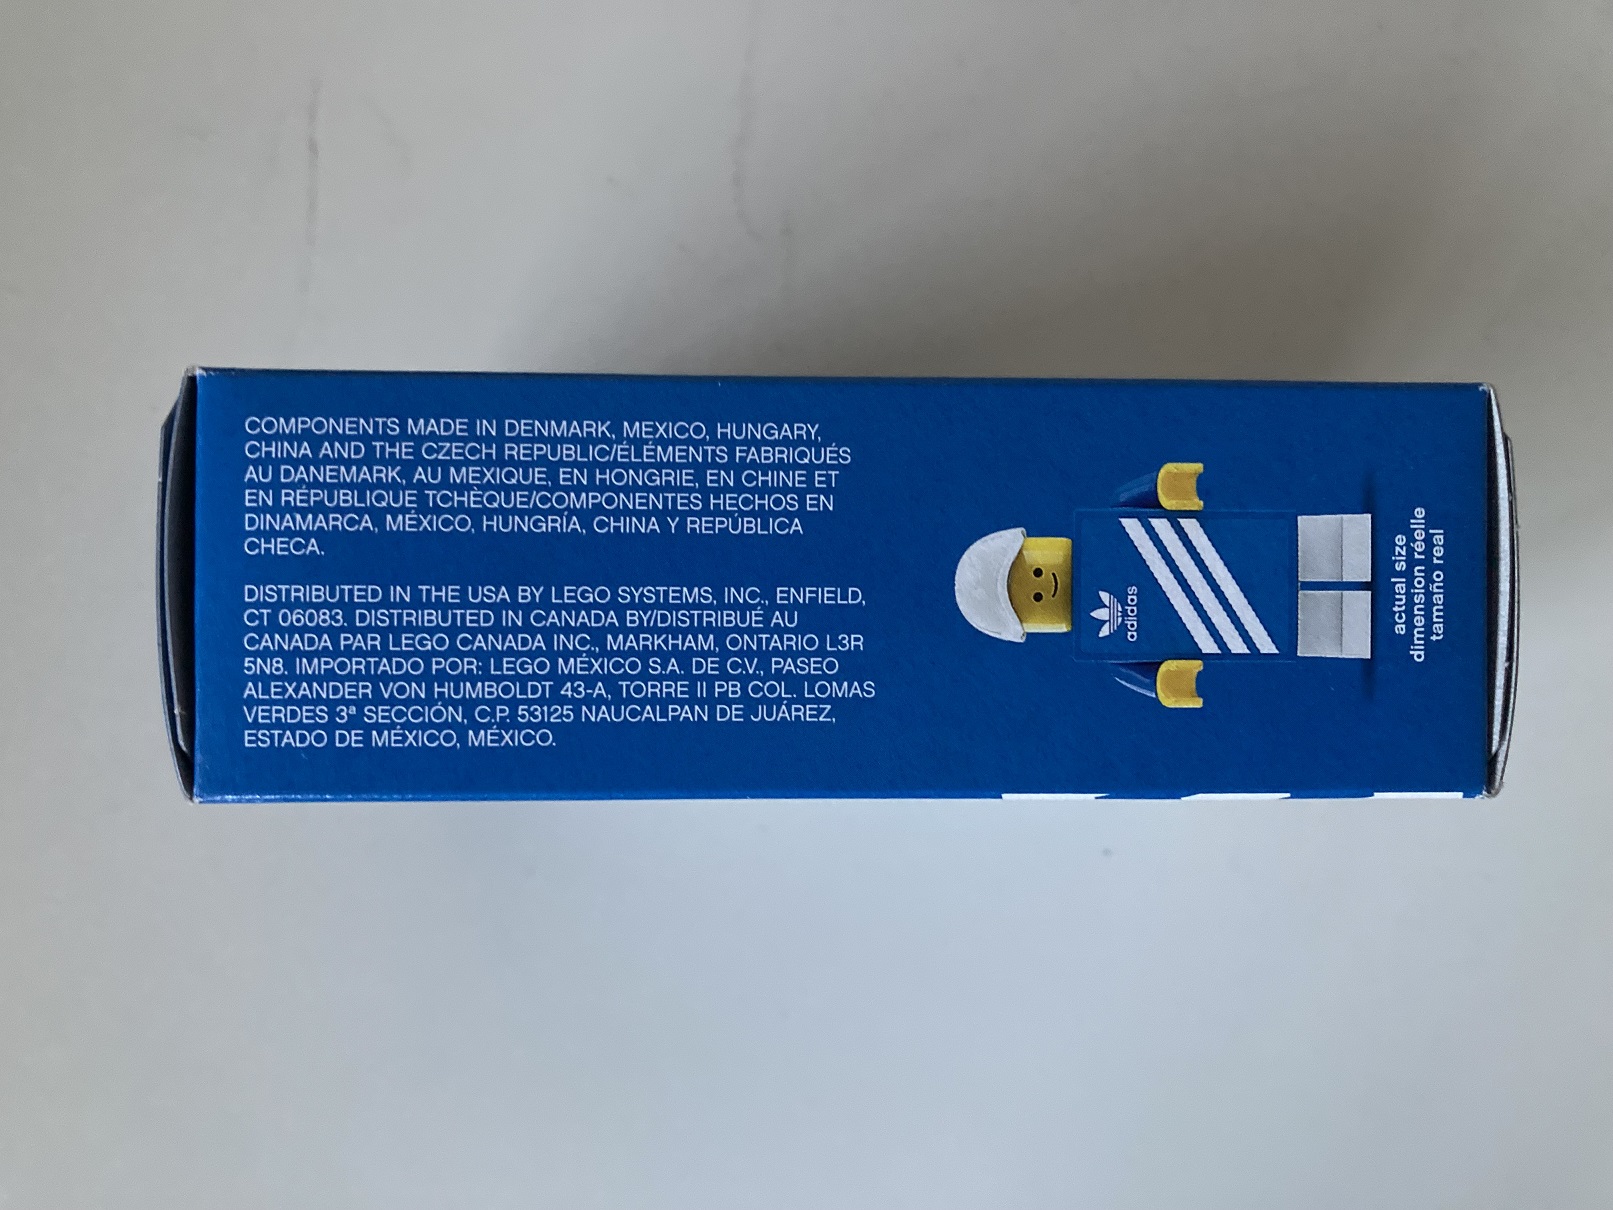 COMPONENTS MADE IN DENMARK, MEXICO, HUNGARY,
CHINA AND THE CZECH REPUBLIC/ÉLÉMENTS FABRIQUÉS
AU DANEMARK, AU MEXIQUE, EN HONGRIE, EN CHINE ET
EN RÉPUBLIQUE TCHÈQUE/COMPONENTES HECHOS EN
DINAMARCA, MÉXICO, HUNGRÍA, CHINA Y REPÚBLICA
CHECA.
DISTRIBUTED IN THE USA BY LEGO SYSTEMS, INC., ENFIELD,
CT 06083. DISTRIBUTED IN CANADA BY/DISTRIBUÉ AU
CANADA PAR LEGO CANADA INC., MARKHAM, ONTARIO L3R
5N8. IMPORTADO POR: LEGO MÉXICO S.A. DE C.V., PASEO
ALEXANDER VON HUMBOLDT 43-A, TORRE II PB COL. LOMAS
VERDES 3ª SECCIÓN, C.P. 53125 NAUCALPAN DE JUÁREZ,
ESTADO DE MÉXICO, MÉXICO.
adidas
actual size
dimension réelle
tamaño real